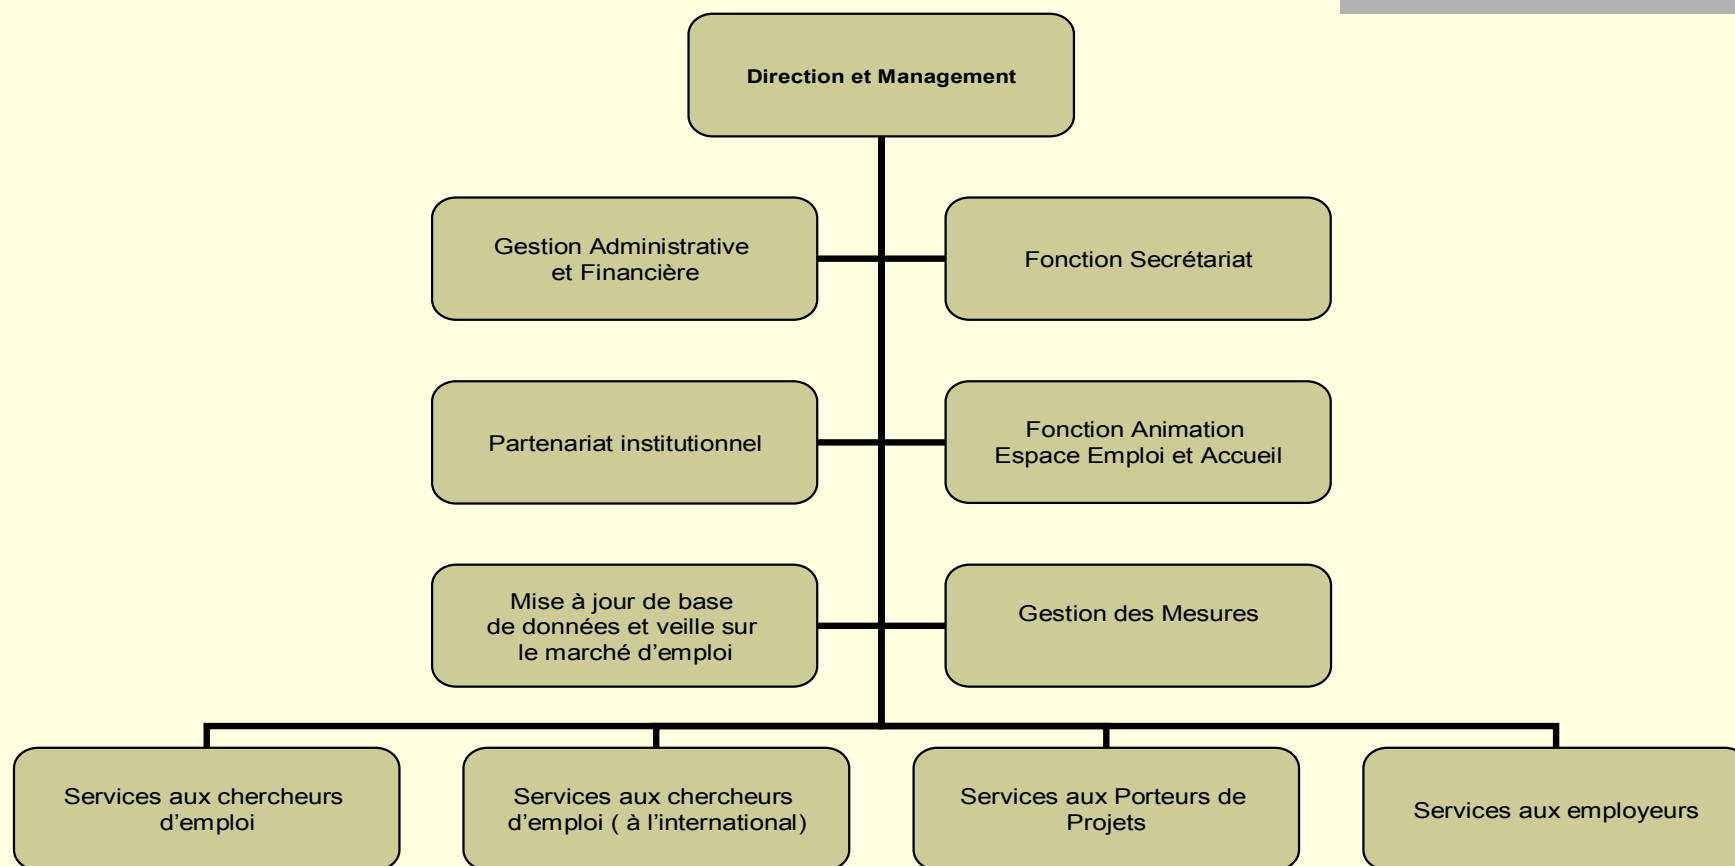 Direction et Management
Gestion Administrative
et Financière
Fonction Secrétariat
Partenariat institutionnel
Fonction Animation
Espace Emploi et Accueil
Mise à jour de base
de données et veille sur
le marché d’emploi
Gestion des Mesures
Services aux chercheurs
d’emploi
Services aux chercheurs
d’emploi ( à l’international)
Services aux Porteurs de
Projets
Services aux employeurs